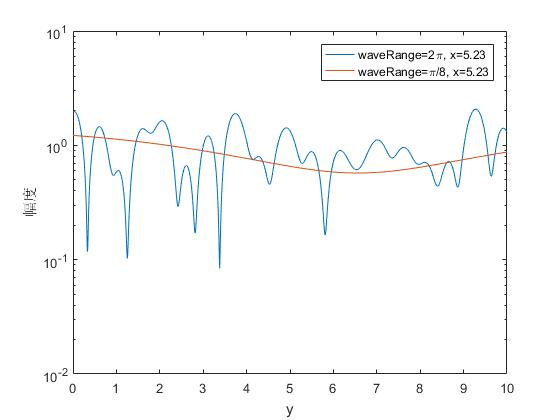 10^1
10^0
10^-1
10^-2
幅度
waveRange=2π, x=5.23
waveRange=π/8, x=5.23
0 1 2 3 4 5 6 7 8 9 10
y